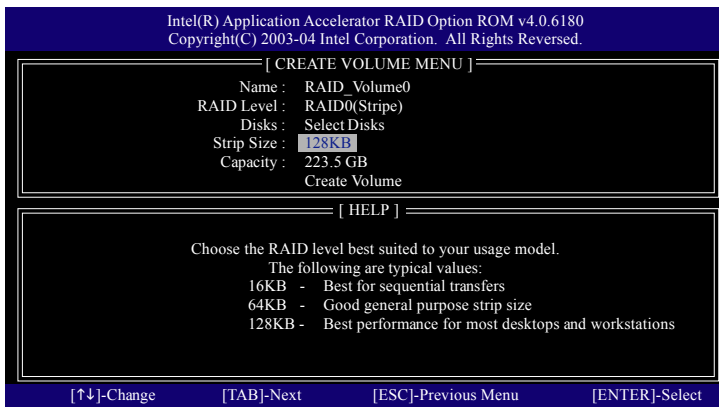 Intel(R) Application Accelerator RAID Option ROM v4.0.6180
Copyright(C) 2003-04 Intel Corporation. All Rights Reversed.
[ CREATE VOLUME MENU ]
Name : RAID_Volume0
RAID Level : RAID0(Stripe)
Disks : Select Disks
Strip Size : 128KB
Capacity : 223.5 GB
Create Volume
[ HELP ]
Choose the RAID level best suited to your usage model.
The following are typical values:
16KB - Best for sequential transfers
64KB - Good general purpose strip size
128KB - Best performance for most desktops and workstations
[↑↓]-Change [TAB]-Next [ESC]-Previous Menu [ENTER]-Select